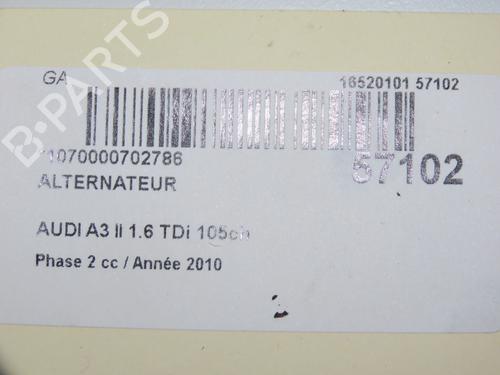 B-PARTS
GA
16520101 57102
1070000702786
57102
ALTERNATEUR
AUDI A3 II 1.6 TDi 105ch
Phase 2 cc / Année 2010